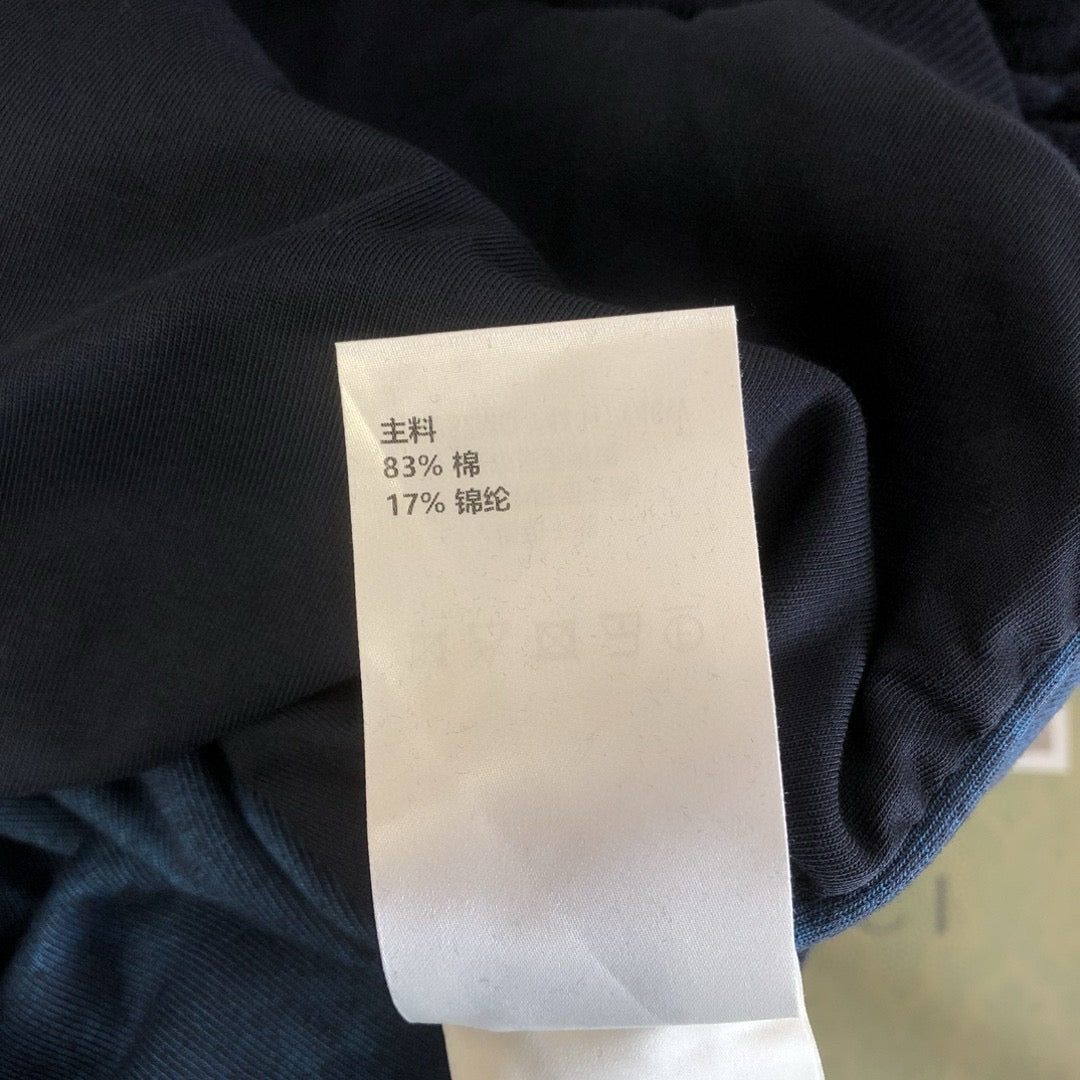 主料
83% 棉
17% 锦纶